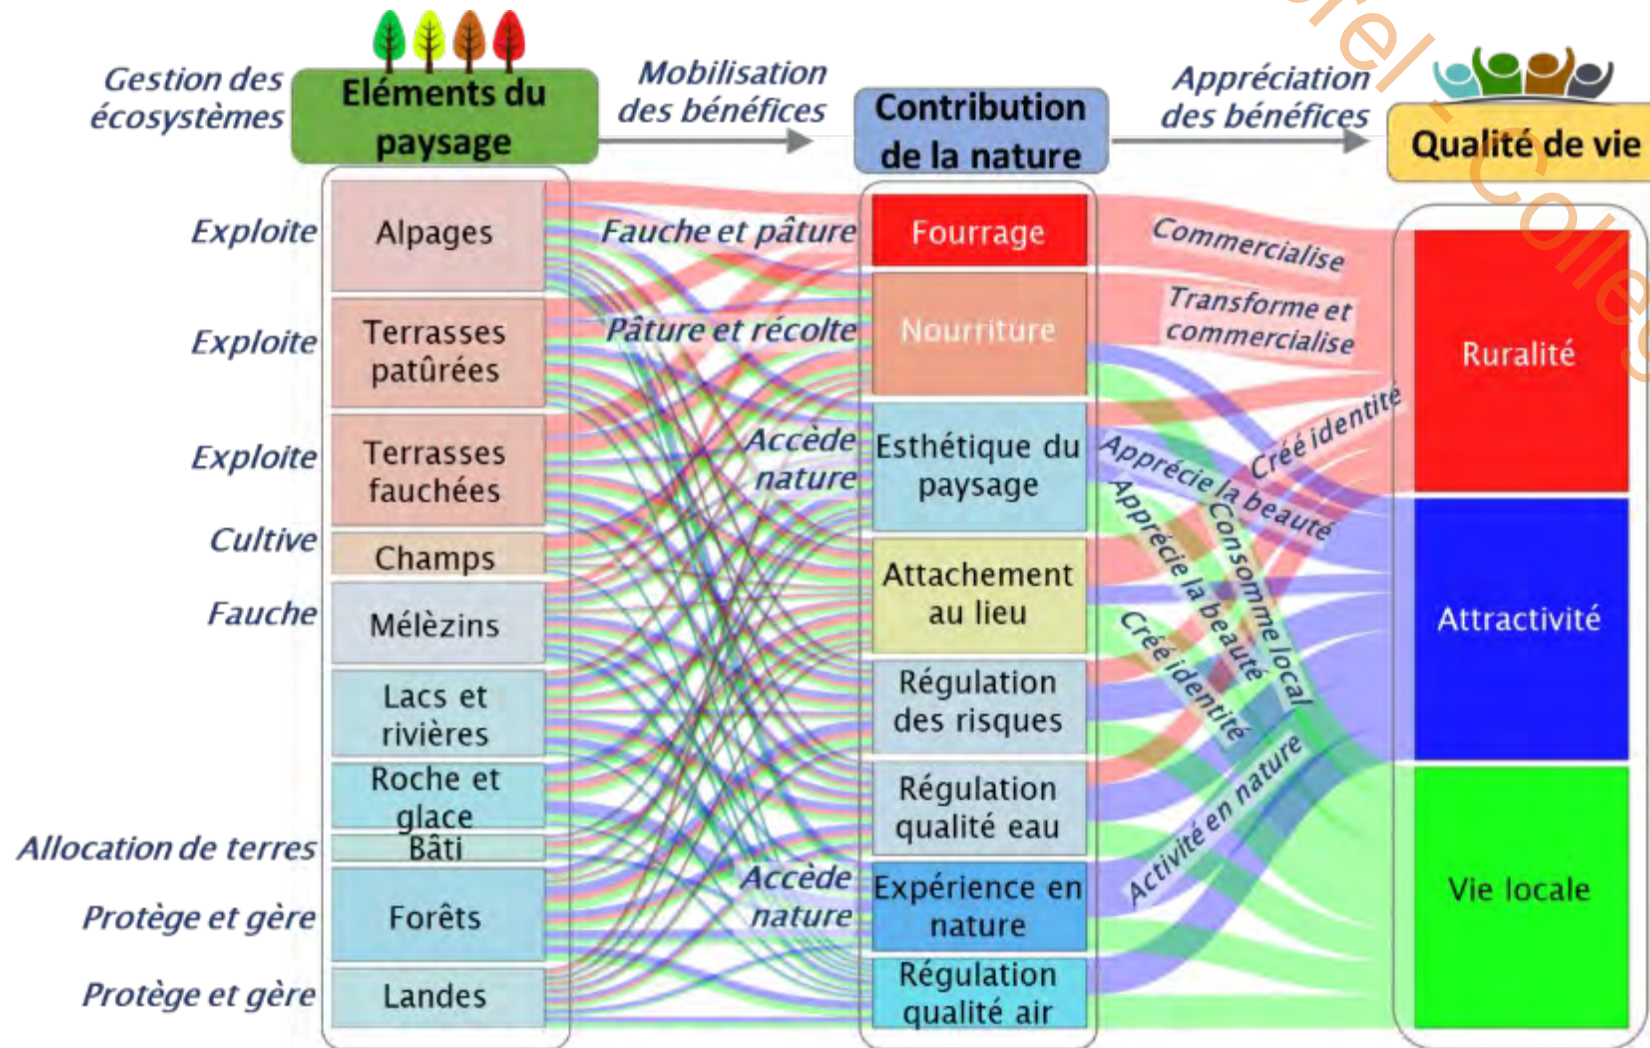 Gestion des
écosystèmes
Eléments du
paysage
Mobilisation
des bénéfices
Contribution
de la nature
Appréciation
des bénéfices
Qualité de vie
Exploite
Exploite
Exploite
Cultive
Fauche
Allocation de terres
Protège et gère
Protège et gère
Alpages
Terrasses
patûrées
Terrasses
fauchées
Champs
Mélèzins
Lacs et
rivières
Roche et
glace
Bâti
Forêts
Landes
Fauche et pâture
Pâture et récolte
Accède
nature
Accède
nature
Fourrage
Nourriture
Esthétique du
paysage
Attachement
au lieu
Régulation
des risques
Régulation
qualité eau
Expérience en
nature
Régulation
qualité air
Commercialise
Transforme et
commercialise
Créé identité
Apprécie la beauté
Apprécie la beauté
Consomme local
Créé identité
Activité en nature
Ruralité
Attractivité
Vie locale